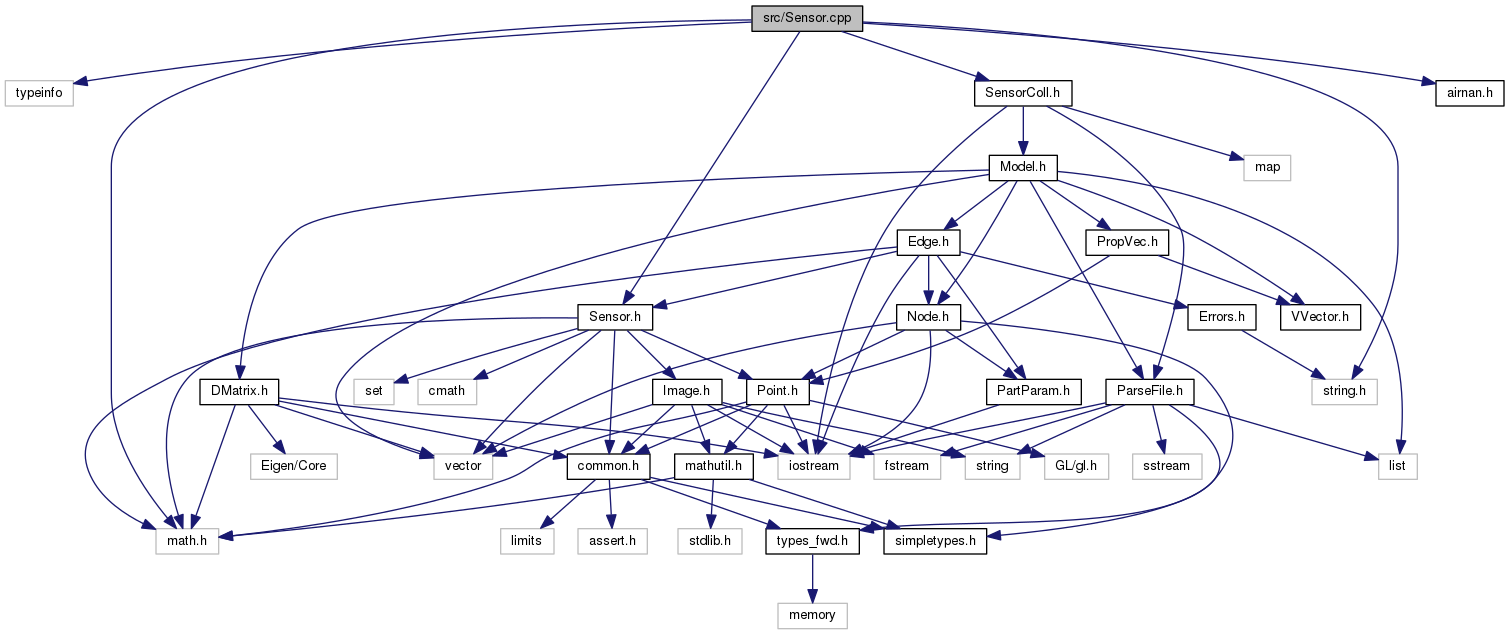 src/Sensor.cpp
typeinfo
SensorColl.h
airnan.h
Model.h
map
Edge.h
PropVec.h
Sensor.h
Node.h
Errors.h
VVector.h
DMatrix.h
set
cmath
Image.h
Point.h
PartParam.h
ParseFile.h
string.h
Eigen/Core
vector
common.h
mathutil.h
iostream
fstream
string
GL/gl.h
sstream
list
math.h
limits
assert.h
stdlib.h
types_fwd.h
simpletypes.h
memory